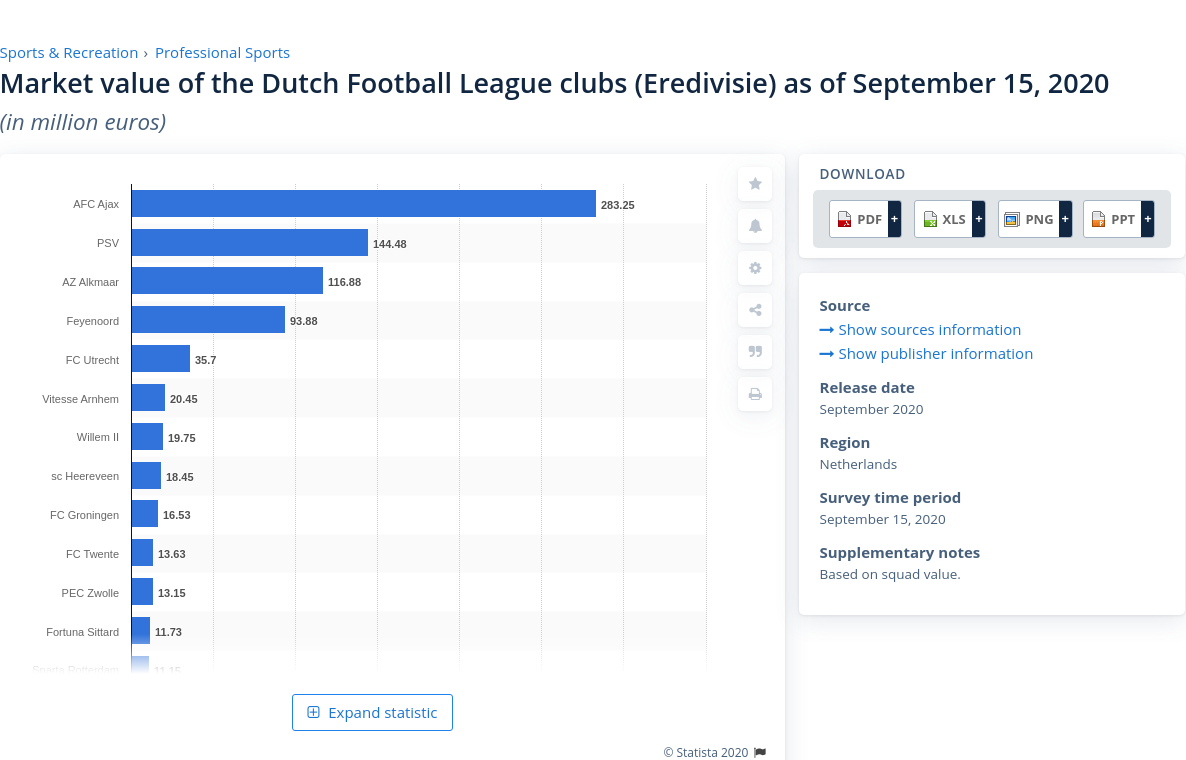 Sports & Recreation › Professional Sports
Market value of the Dutch Football League clubs (Eredivisie) as of September 15, 2020
(in million euros)
AFC Ajax 283.25
PSV 144.48
AZ Alkmaar 116.88
Feyenoord 93.88
FC Utrecht 35.7
Vitesse Arnhem 20.45
Willem II 19.75
sc Heereveen 18.45
FC Groningen 16.53
FC Twente 13.63
PEC Zwolle 13.15
Fortuna Sittard 11.73
Sparta Rotterdam 11.15
Expand statistic
© Statista 2020
DOWNLOAD
PDF + XLS + PNG + PPT +
Source
Show sources information
Show publisher information
Release date
September 2020
Region
Netherlands
Survey time period
September 15, 2020
Supplementary notes
Based on squad value.